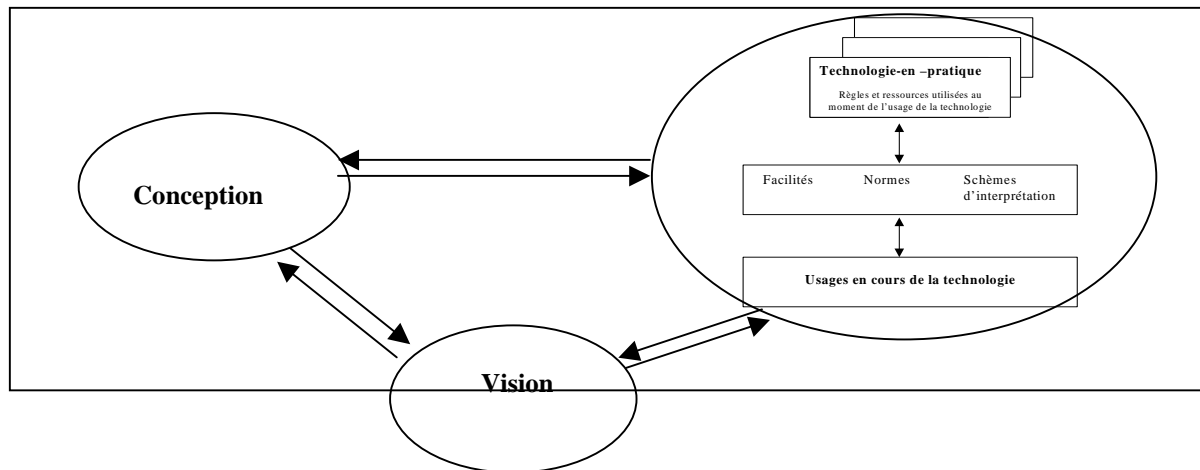 Technologie-en –pratique
Règles et ressources utilisées au
moment de l’usage de la technologie
Conception
Facilités Normes Schèmes
d’interprétation
Usages en cours de la technologie
Vision